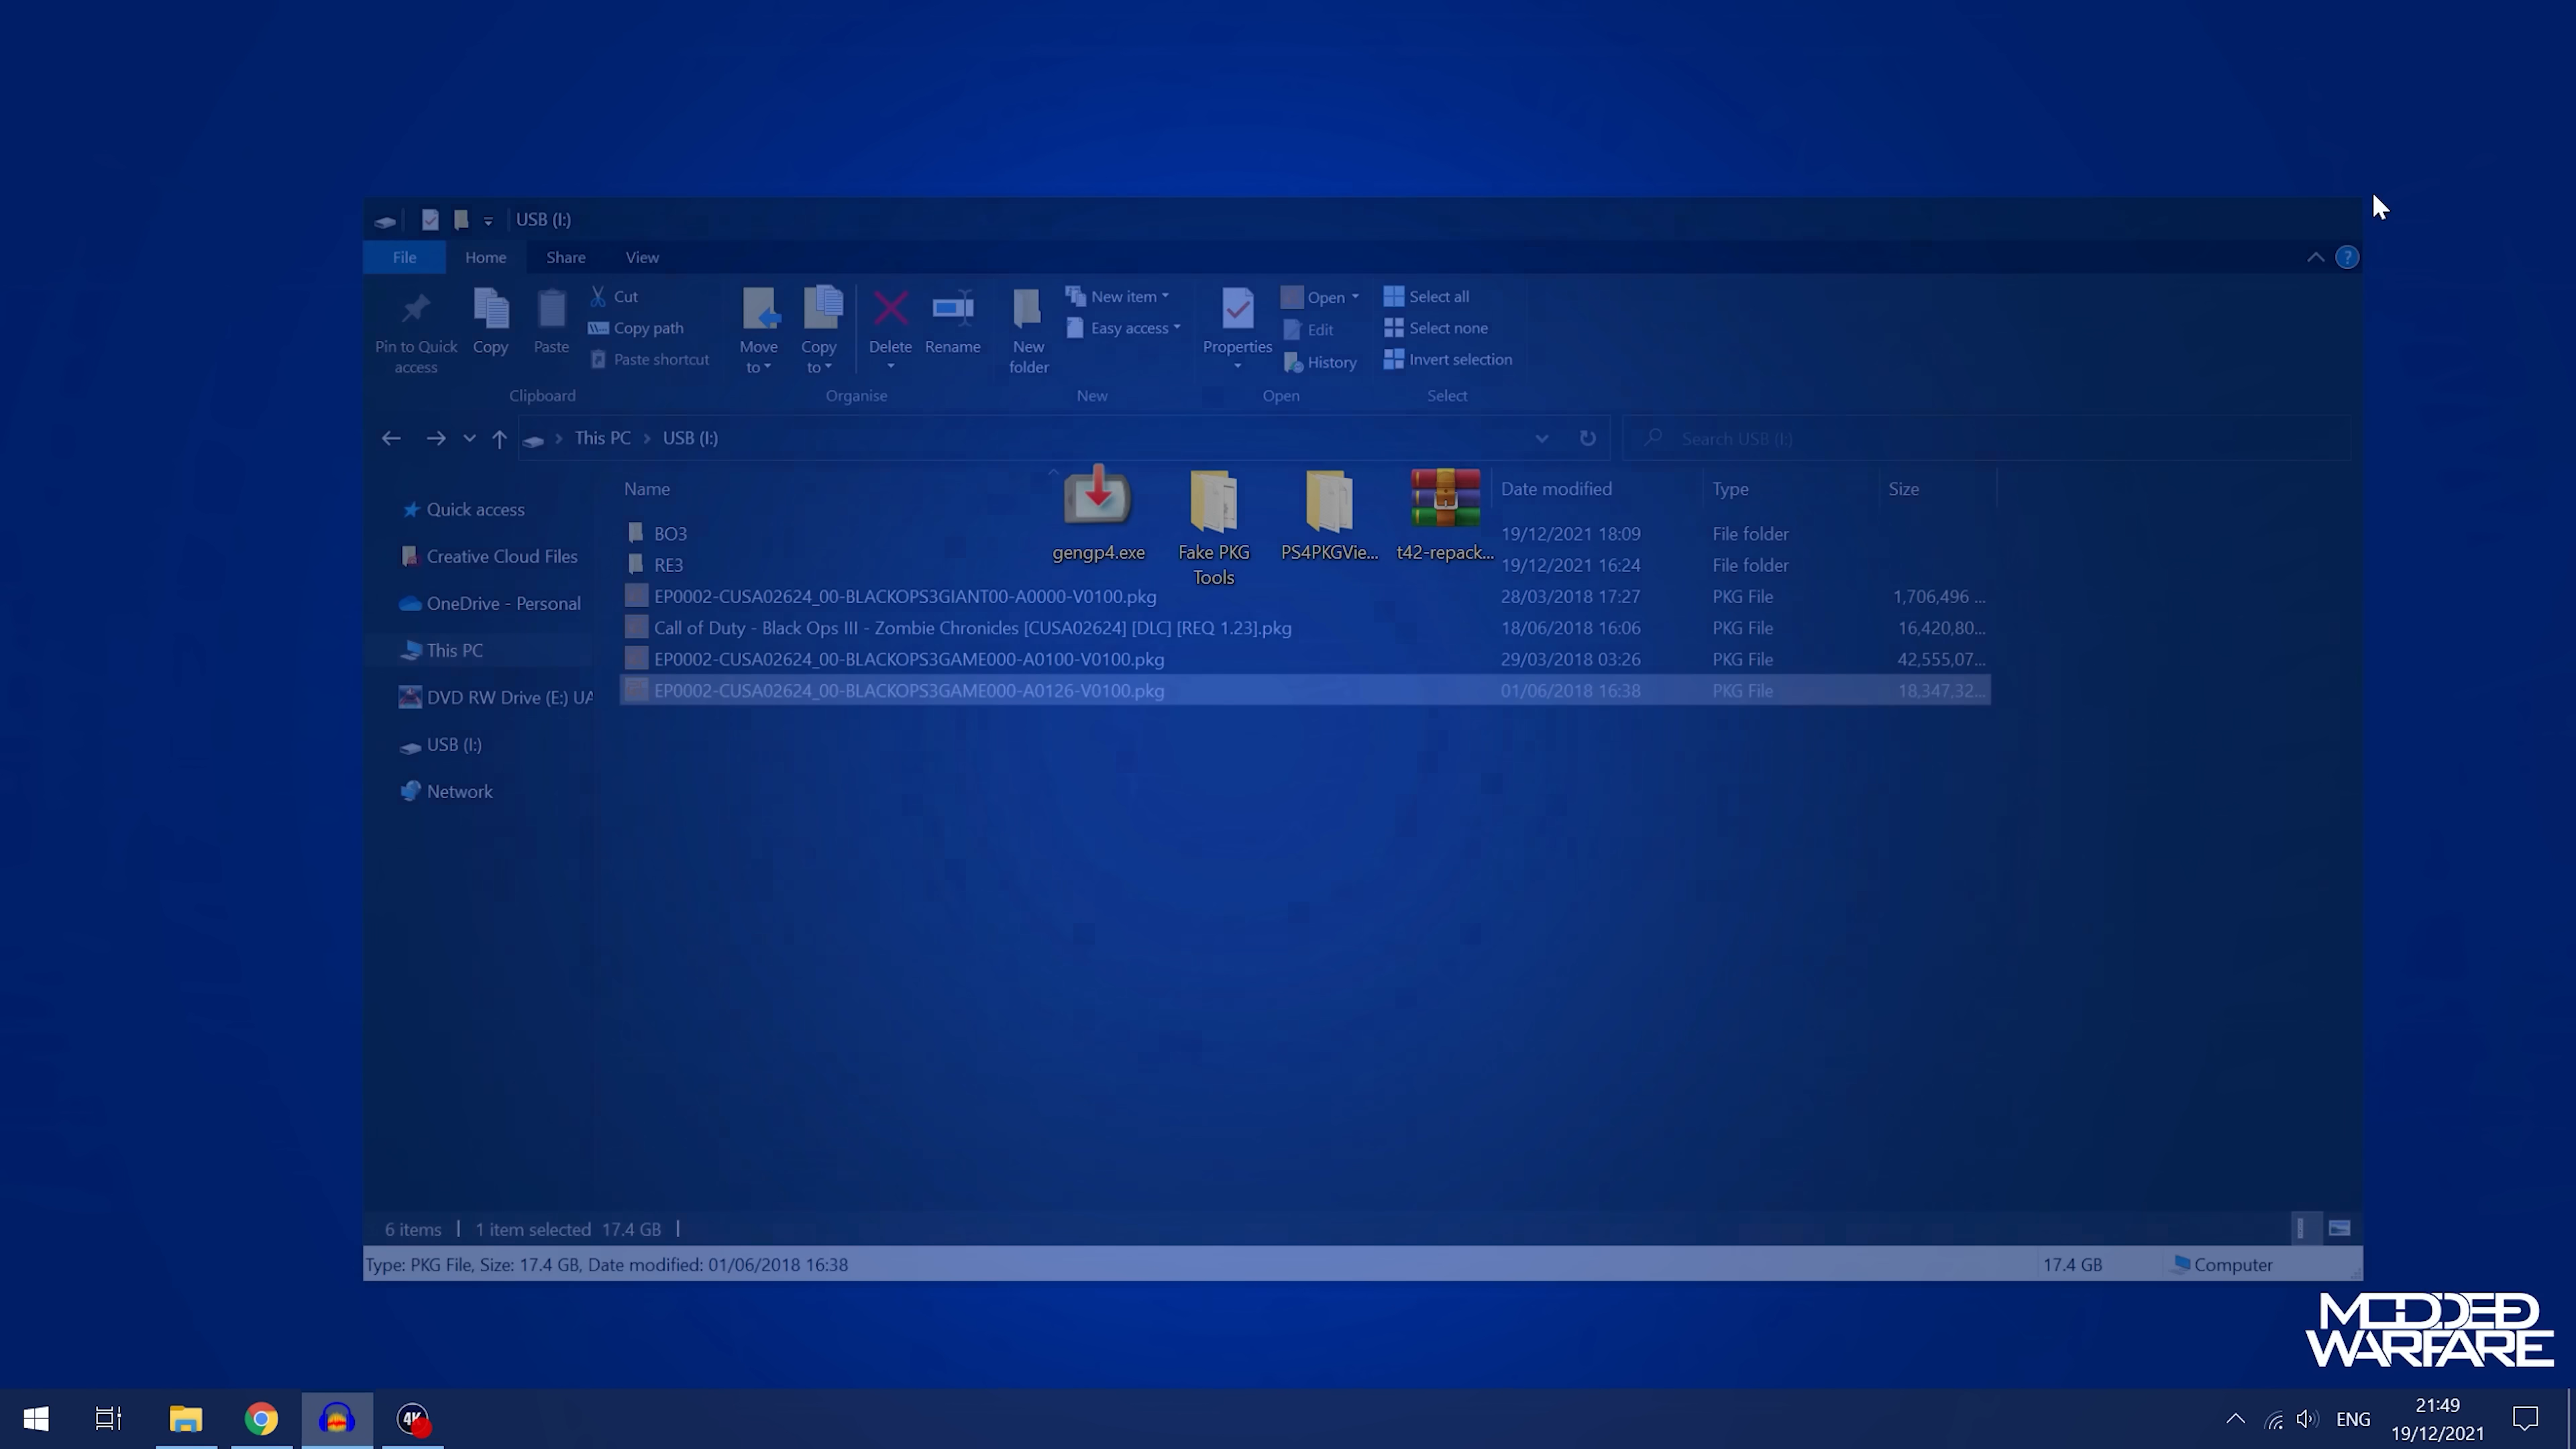 USB (I:)
File Home Share View
Pin to Quick access
Copy
Paste
Cut
Copy path
Paste shortcut
Clipboard
Move to
Copy to
Delete
Rename
Organise
New folder
New item
Easy access
New
Properties
Open
Edit
History
Open
Select all
Select none
Invert selection
Select
This PC > USB (I:)
Search USB (I:)
Quick access
Creative Cloud Files
OneDrive - Personal
This PC
DVD RW Drive (E:) UA
USB (I:)
Network
Name Date modified Type Size
BO3 19/12/2021 18:09 File folder
RE3 19/12/2021 16:24 File folder
EP0002-CUSA02624_00-BLACKOPS3GIANT00-A0000-V0100.pkg 28/03/2018 17:27 PKG File 1,706,496 ...
Call of Duty - Black Ops III - Zombie Chronicles [CUSA02624] [DLC] [REQ 1.23].pkg 18/06/2018 16:06 PKG File 16,420,80...
EP0002-CUSA02624_00-BLACKOPS3GAME000-A0100-V0100.pkg 29/03/2018 03:26 PKG File 42,555,07...
EP0002-CUSA02624_00-BLACKOPS3GAME000-A0126-V0100.pkg 01/06/2018 16:38 PKG File 18,347,32...
gengp4.exe
Fake PKG Tools
PS4PKGVie...
t42-repack...
6 items 1 item selected 17.4 GB
Type: PKG File, Size: 17.4 GB, Date modified: 01/06/2018 16:38 17.4 GB Computer
MODDED
WARFARE
4K
ENG
21:49
19/12/2021